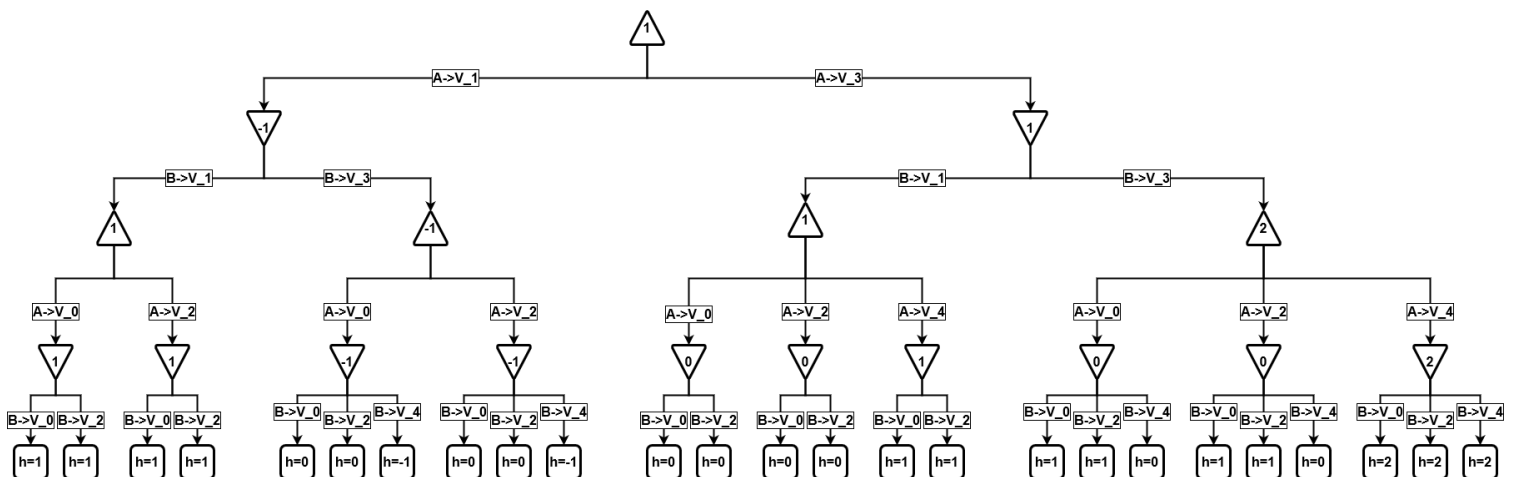 1
A->V_1 A->V_3
-1 1
B->V_1 B->V_3 B->V_1 B->V_3
1 -1 1 2
A->V_0 A->V_2 A->V_0 A->V_2 A->V_0 A->V_2 A->V_4 A->V_0 A->V_2 A->V_4
1 1 -1 -1 0 0 1 0 0 2
B->V_0 B->V_2 B->V_0 B->V_2 B->V_0 B->V_2 B->V_4 B->V_0 B->V_2 B->V_4 B->V_0 B->V_2 B->V_0 B->V_2 B->V_0 B->V_2 B->V_0 B->V_2 B->V_4 B->V_0 B->V_2 B->V_4 B->V_0 B->V_2 B->V_4
h=1 h=1 h=1 h=1 h=0 h=0 h=-1 h=0 h=0 h=-1 h=0 h=0 h=0 h=0 h=1 h=1 h=1 h=1 h=0 h=1 h=1 h=0 h=2 h=2 h=2